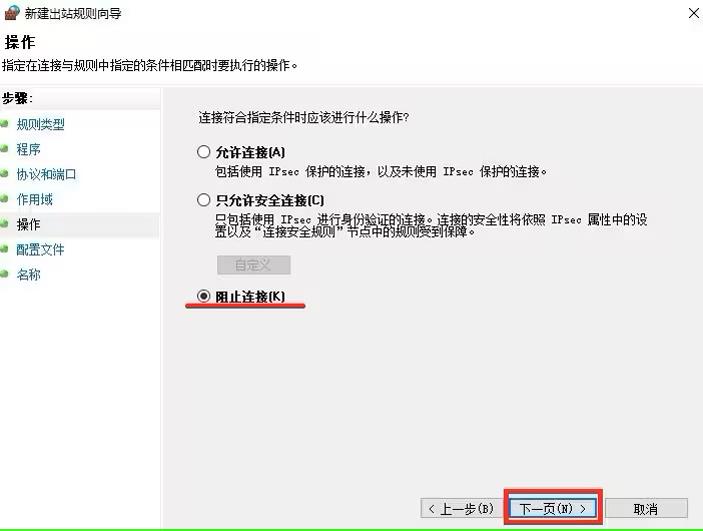 新建出站规则向导
操作
指定在连接与规则中指定的条件相匹配时要执行的操作。
步骤:
规则类型
程序
协议和端口
作用域
操作
配置文件
名称
连接符合指定条件时应该进行什么操作?
允许连接(A)
包括使用 IPsec 保护的连接，以及未使用 IPsec 保护的连接。
只允许安全连接(C)
只包括使用 IPsec 进行身份验证的连接。连接的安全性将依照 IPsec 属性中的设
置以及“连接安全规则”节点中的规则受到保障。
自定义
阻止连接(K)
< 上一步(B)
下一页(N) >
取消